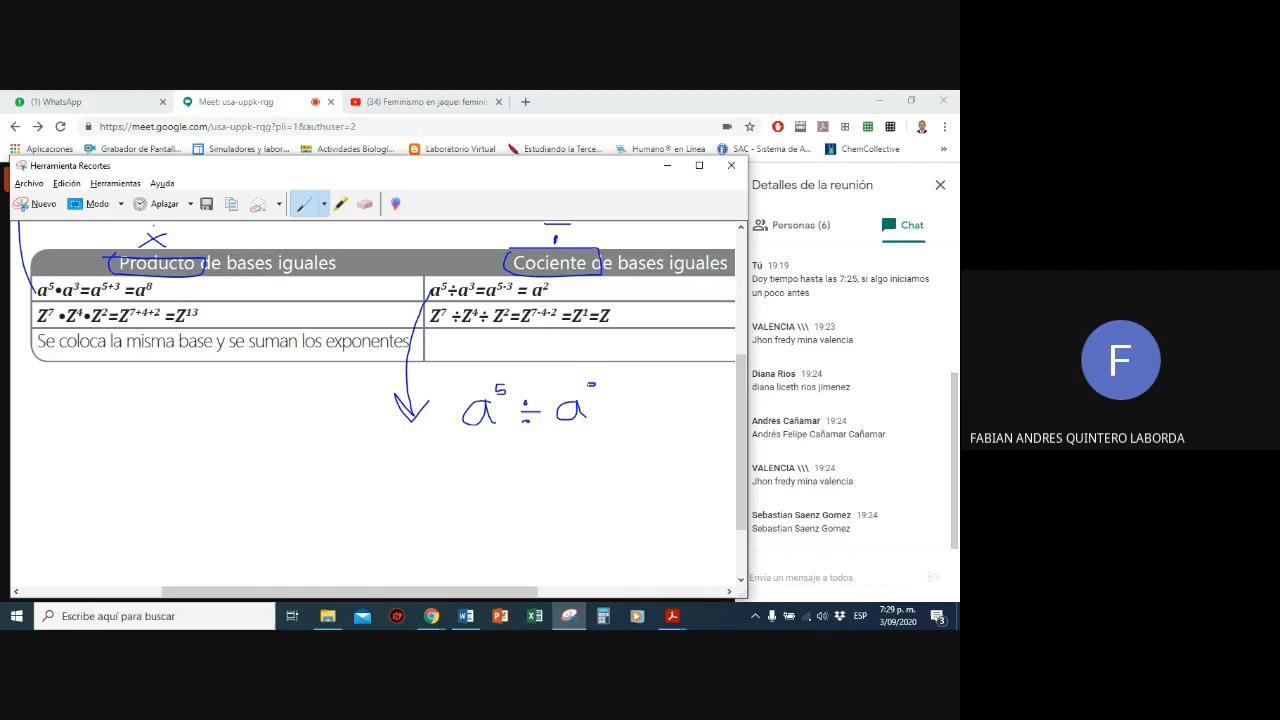 (1) WhatsApp
Meet: usa-uppk-rqg
(34) Feminismo en jaque: feminis
https://meet.google.com/usa-uppk-rqg?pli=1&authuser=2
Aplicaciones
Grabador de Pantall...
Simuladores y labor...
Actividades Biológi...
Laboratorio Virtual
Estudiando la Terce...
Humano® en Línea
SAC - Sistema de A...
ChemCollective
»
Herramienta Recortes
Archivo Edición Herramientas Ayuda
Nuevo Modo Aplazar
Producto de bases iguales
Cociente de bases iguales
a⁵•a³=a⁵⁺³ =a⁸
a⁵÷a³=a⁵⁻³ = a²
Z⁷ •Z⁴•Z²=Z⁷⁺⁴⁺² =Z¹³
Z⁷ ÷Z⁴÷ Z²=Z⁷⁻⁴⁻² =Z¹=Z
Se coloca la misma base y se suman los exponentes
a⁵ ÷ a
Detalles de la reunión
Personas (6)
Chat
Tú 19:19
Doy tiempo hasta las 7:25, si algo iniciamos
un poco antes
VALENCIA \\\ 19:23
Jhon fredy mina valencia
Diana Rios 19:24
diana liceth rios jimenez
Andres Cañamar 19:24
Andrés Felipe Cañamar Cañamar
VALENCIA \\\ 19:24
Jhon fredy mina valencia
Sebastian Saenz Gomez 19:24
Sebastian Saenz Gomez
Envía un mensaje a todos
F
FABIAN ANDRES QUINTERO LABORDA
Escribe aquí para buscar
ESP
7:29 p. m.
3/09/2020
3